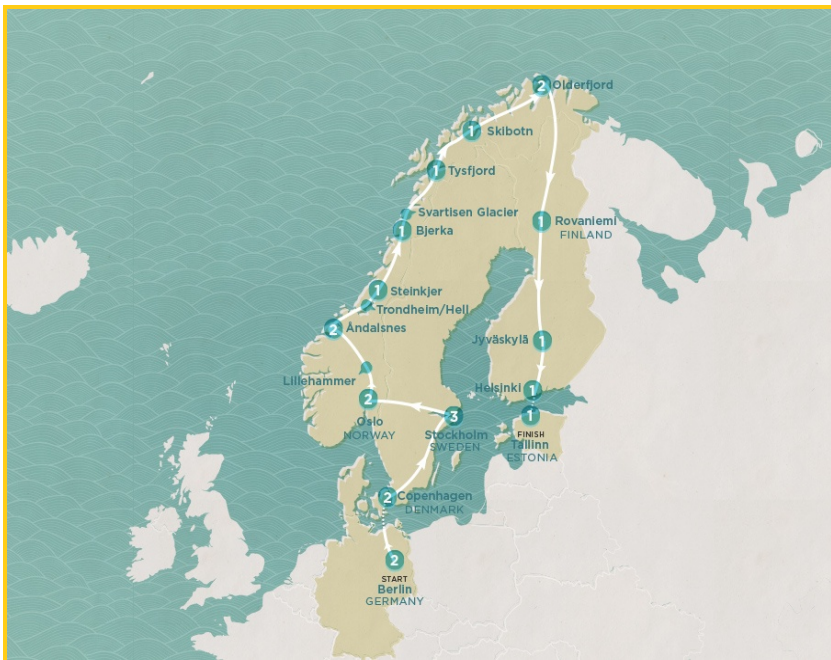 2 Olderfjord
1 Skibotn
1 Tysfjord
Svartisen Glacier
1 Bjerka
1 Rovaniemi
FINLAND
1 Steinkjer
Trondheim/Hell
2 Åndalsnes
1 Jyväskylä
Lillehammer
1 Helsinki
2
Oslo
NORWAY
3
Stockholm
SWEDEN
1
FINISH
Tallinn
ESTONIA
2 Copenhagen
DENMARK
2
START
Berlin
GERMANY